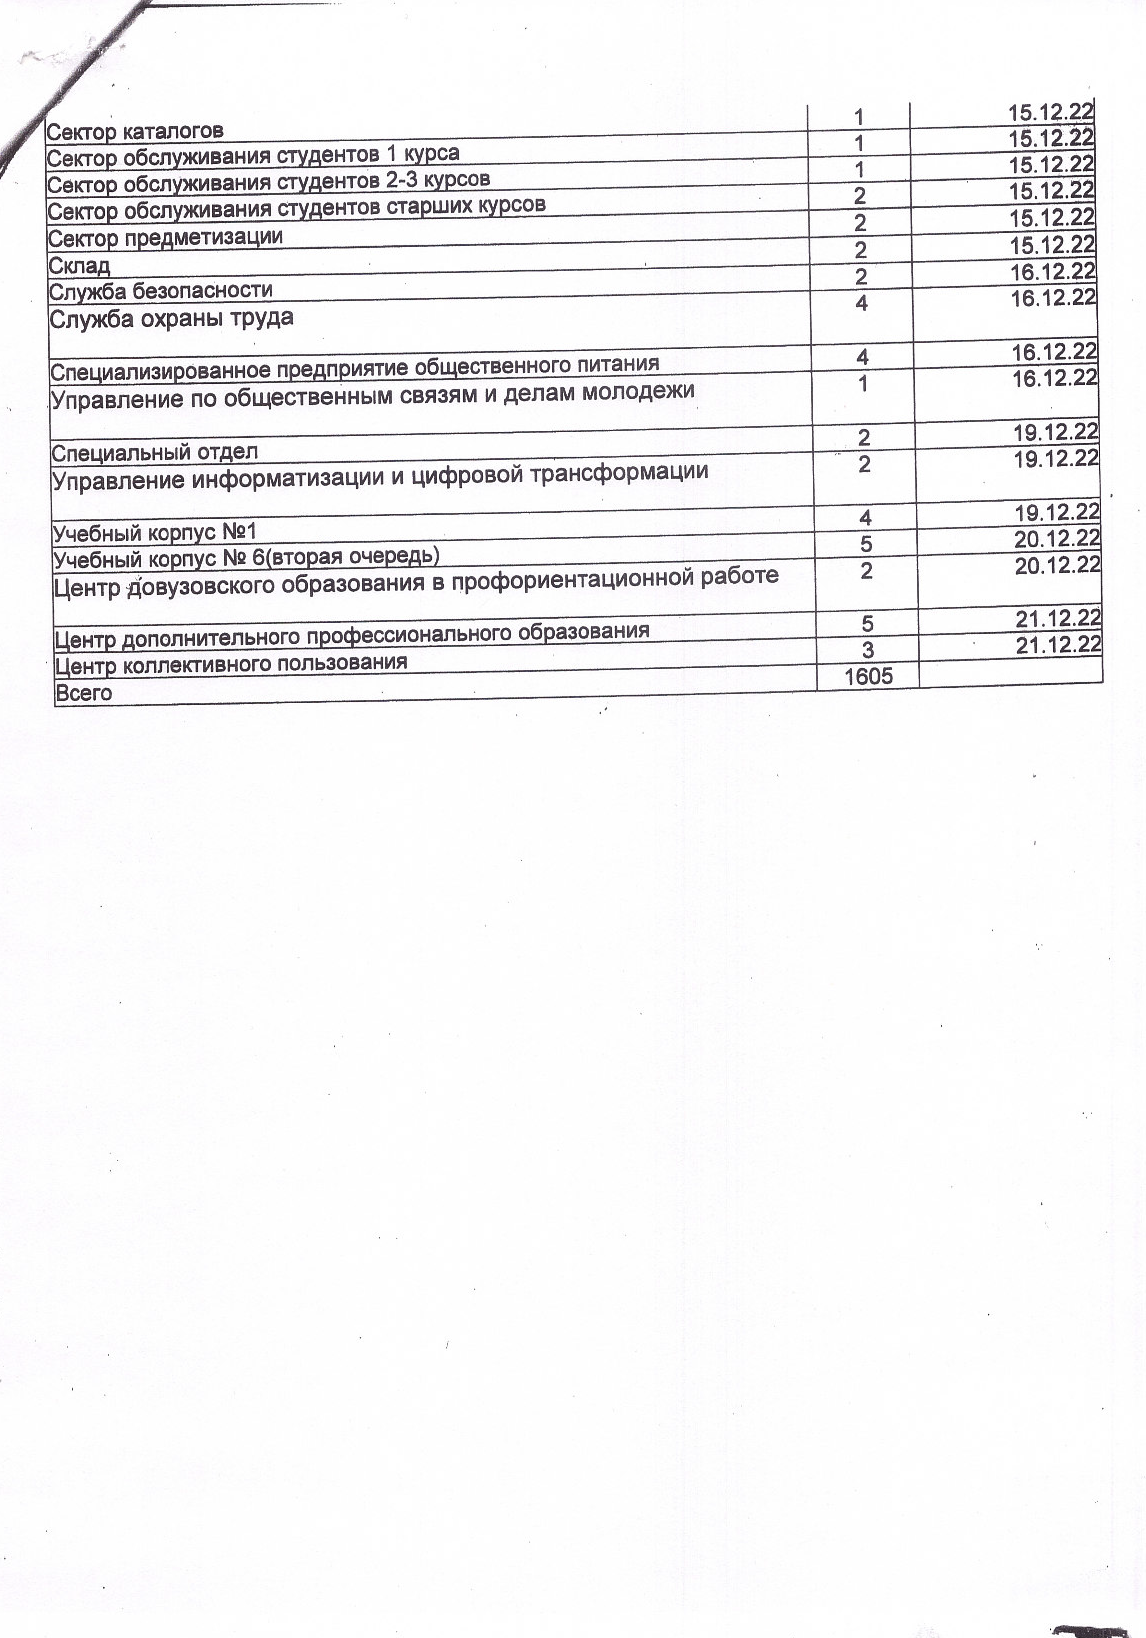 Сектор каталогов 1 15.12.22
Сектор обслуживания студентов 1 курса 1 15.12.22
Сектор обслуживания студентов 2-3 курсов 1 15.12.22
Сектор обслуживания студентов старших курсов 2 15.12.22
Сектор предметизации 2 15.12.22
Склад 2 15.12.22
Служба безопасности 2 16.12.22
Служба охраны труда 4 16.12.22
Специализированное предприятие общественного питания 4 16.12.22
Управление по общественным связям и делам молодежи 1 16.12.22
Специальный отдел 2 19.12.22
Управление информатизации и цифровой трансформации 2 19.12.22
Учебный корпус №1 4 19.12.22
Учебный корпус № 6(вторая очередь) 5 20.12.22
Центр довузовского образования в профориентационной работе 2 20.12.22
Центр дополнительного профессионального образования 5 21.12.22
Центр коллективного пользования 3 21.12.22
Всего 1605